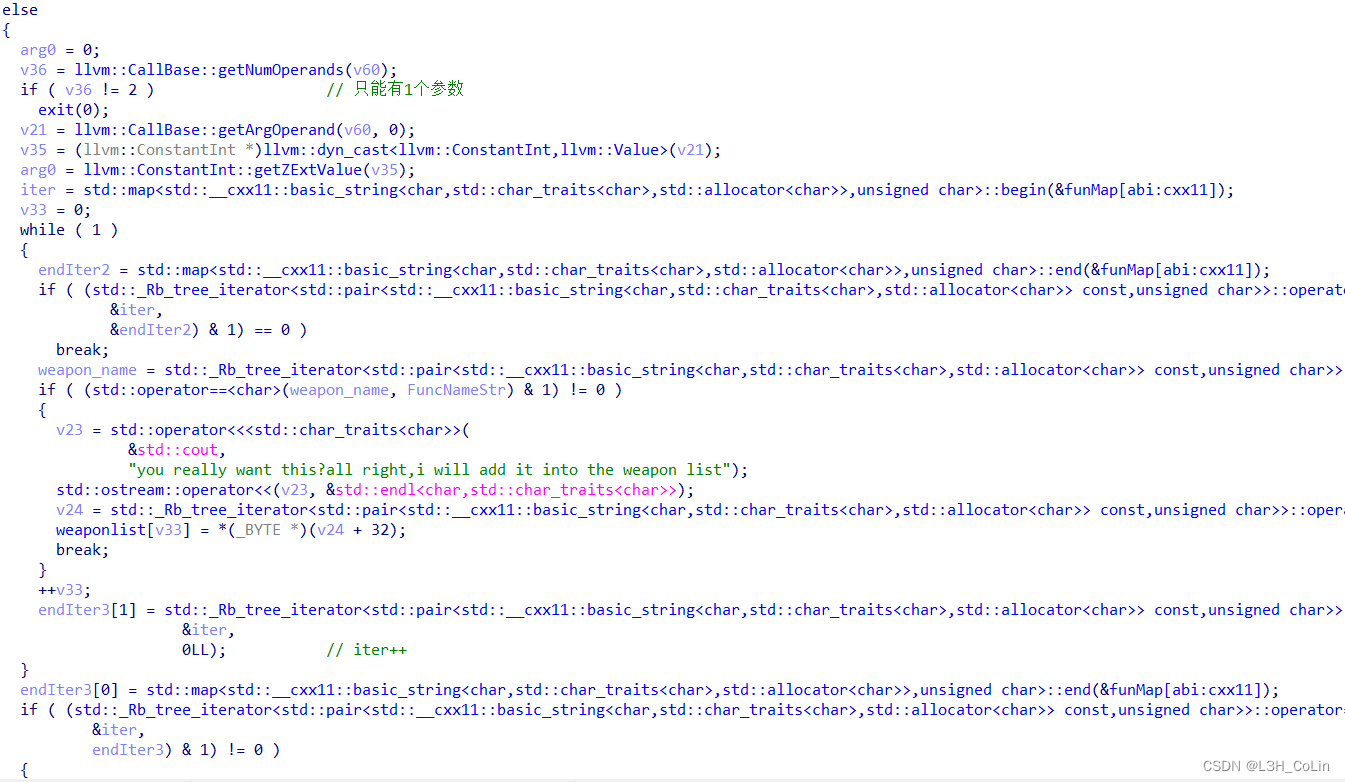 else
{
arg0 = 0;
v36 = llvm::CallBase::getNumOperands(v60);
if ( v36 != 2 ) // 只能有1个参数
exit(0);
v21 = llvm::CallBase::getArgOperand(v60, 0);
v35 = (llvm::ConstantInt *)llvm::dyn_cast<llvm::ConstantInt,llvm::Value>(v21);
arg0 = llvm::ConstantInt::getZExtValue(v35);
iter = std::map<std::__cxx11::basic_string<char,std::char_traits<char>,std::allocator<char>>,unsigned char>::begin(&funMap[abi:cxx11]);
v33 = 0;
while ( 1 )
{
endIter2 = std::map<std::__cxx11::basic_string<char,std::char_traits<char>,std::allocator<char>>,unsigned char>::end(&funMap[abi:cxx11]);
if ( (std::_Rb_tree_iterator<std::pair<std::__cxx11::basic_string<char,std::char_traits<char>,std::allocator<char>> const,unsigned char>>::operato
&iter,
&endIter2) & 1) == 0 )
break;
weapon_name = std::_Rb_tree_iterator<std::pair<std::__cxx11::basic_string<char,std::char_traits<char>,std::allocator<char>> const,unsigned char>>
if ( (std::operator==<char>(weapon_name, FuncNameStr) & 1) != 0 )
{
v23 = std::operator<<<std::char_traits<char>>(
&std::cout,
"you really want this?all right,i will add it into the weapon list");
std::ostream::operator<<(v23, &std::endl<char,std::char_traits<char>>);
v24 = std::_Rb_tree_iterator<std::pair<std::__cxx11::basic_string<char,std::char_traits<char>,std::allocator<char>> const,unsigned char>>::opera
weaponlist[v33] = *(_BYTE *)(v24 + 32);
break;
}
++v33;
endIter3[1] = std::_Rb_tree_iterator<std::pair<std::__cxx11::basic_string<char,std::char_traits<char>,std::allocator<char>> const,unsigned char>>
&iter,
0LL); // iter++
}
endIter3[0] = std::map<std::__cxx11::basic_string<char,std::char_traits<char>,std::allocator<char>>,unsigned char>::end(&funMap[abi:cxx11]);
if ( (std::_Rb_tree_iterator<std::pair<std::__cxx11::basic_string<char,std::char_traits<char>,std::allocator<char>> const,unsigned char>>::operator=
&iter,
endIter3) & 1) != 0 )
{
CSDN @L3H_CoLin